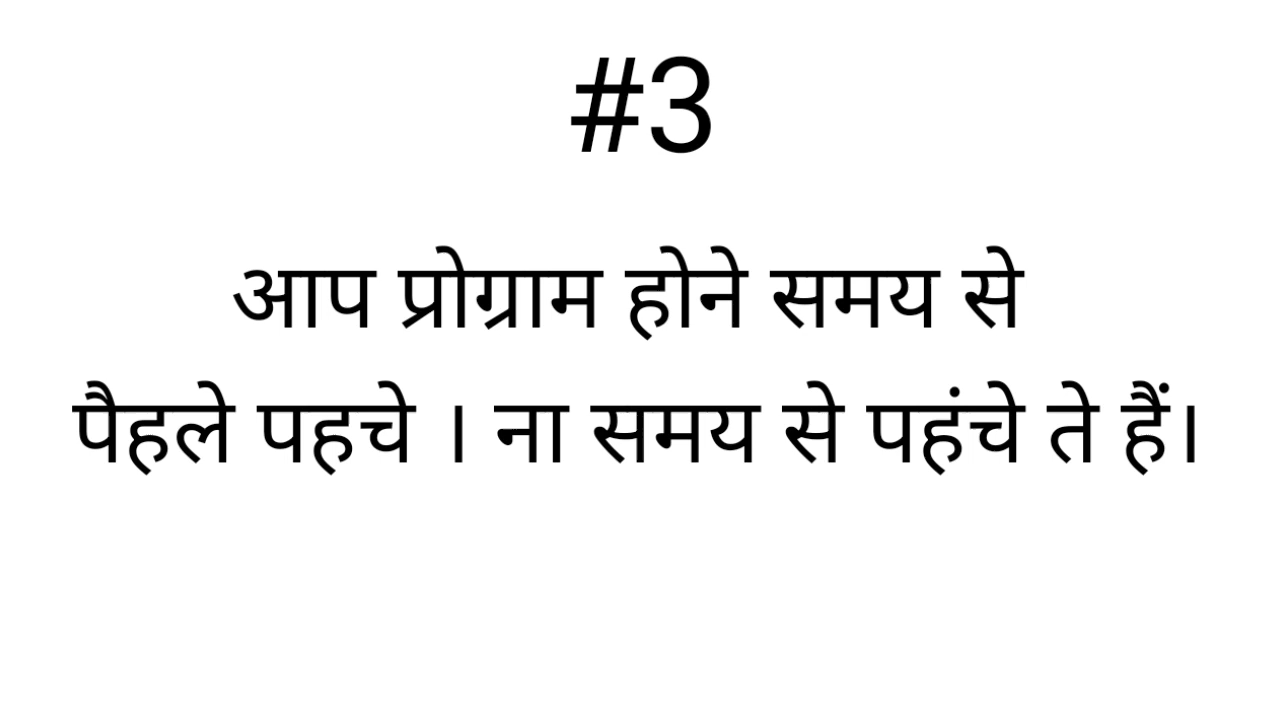 #3
आप प्रोग्राम होने समय से
पैहले पहचे । ना समय से पहंचे ते हैं।